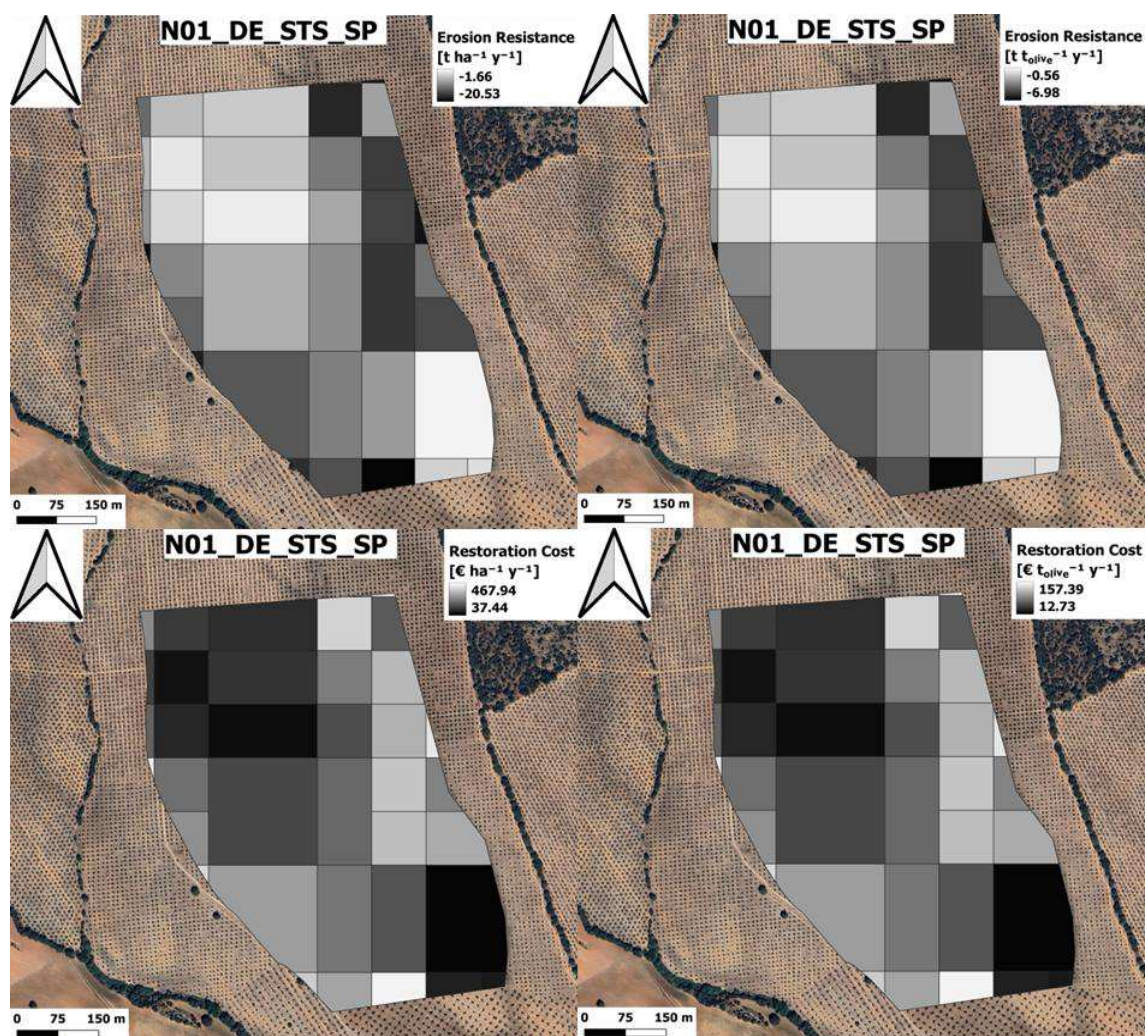 N01_DE_STS_SP
Erosion Resistance
[t ha⁻¹ y⁻¹]
-1.66
-20.53
0 75 150 m
N01_DE_STS_SP
Erosion Resistance
[t tₒₗᵢᵥₑ⁻¹ y⁻¹]
-0.56
-6.98
0 75 150 m
N01_DE_STS_SP
Restoration Cost
[€ ha⁻¹ y⁻¹]
467.94
37.44
0 75 150 m
N01_DE_STS_SP
Restoration Cost
[€ tₒₗᵢᵥₑ⁻¹ y⁻¹]
157.39
12.73
0 75 150 m